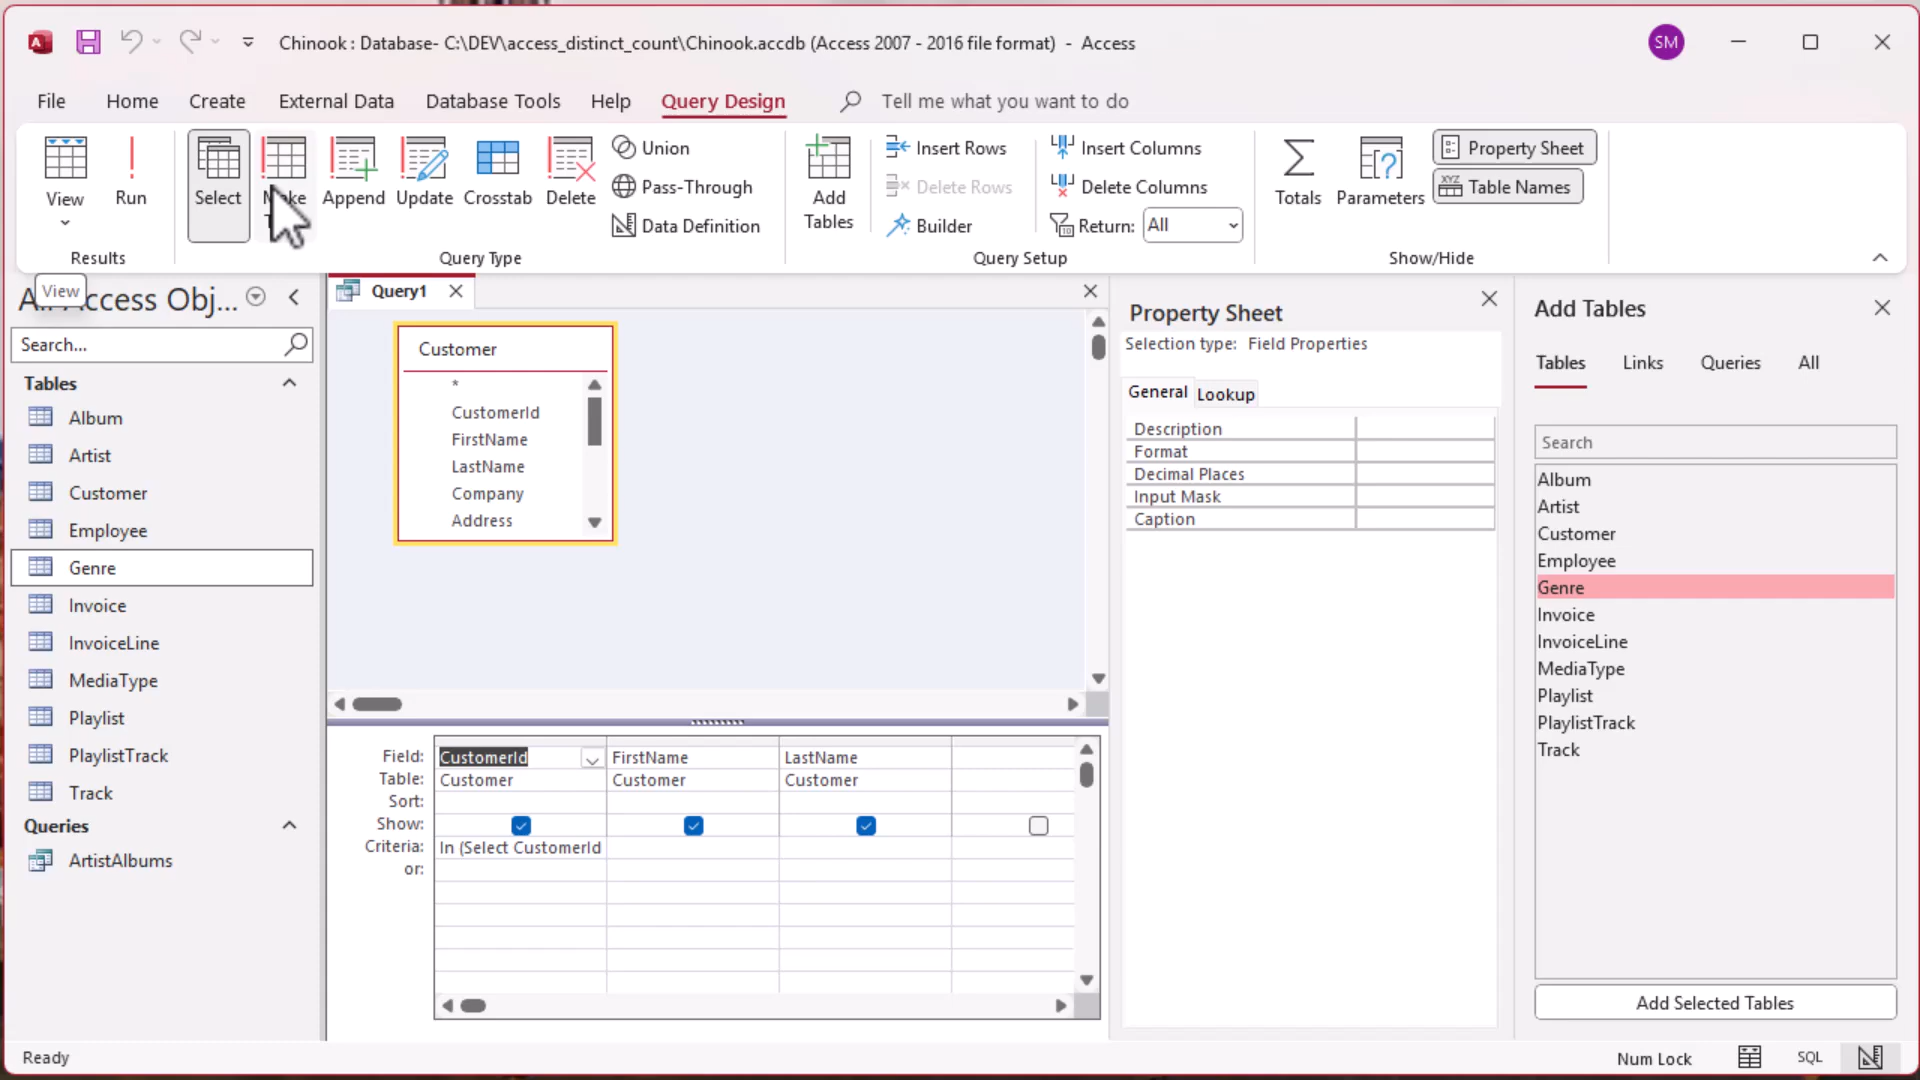 Chinook : Database- C:\DEV\access_distinct_count\Chinook.accdb (Access 2007 - 2016 file format) - Access
SM
File
Home
Create
External Data
Database Tools
Help
Query Design
Tell me what you want to do
View
Run
Select
Make
Append
Update
Crosstab
Delete
Union
Pass-Through
Data Definition
Add
Tables
Insert Rows
Delete Rows
Builder
Insert Columns
Delete Columns
Return:
All
Totals
Parameters
Property Sheet
XYZ
Table Names
Results
Query Type
Query Setup
Show/Hide
View
Access Obj...
Search...
Tables
Album
Artist
Customer
Employee
Genre
Invoice
InvoiceLine
MediaType
Playlist
PlaylistTrack
Track
Queries
ArtistAlbums
Query1
Customer
*
CustomerId
FirstName
LastName
Company
Address
Field: CustomerId FirstName LastName
Table: Customer Customer Customer
Sort:
Show:
Criteria: In (Select CustomerId
or:
Property Sheet
Selection type: Field Properties
General
Lookup
Description
Format
Decimal Places
Input Mask
Caption
Add Tables
Tables
Links
Queries
All
Search
Album
Artist
Customer
Employee
Genre
Invoice
InvoiceLine
MediaType
Playlist
PlaylistTrack
Track
Add Selected Tables
Ready
Num Lock
SQL